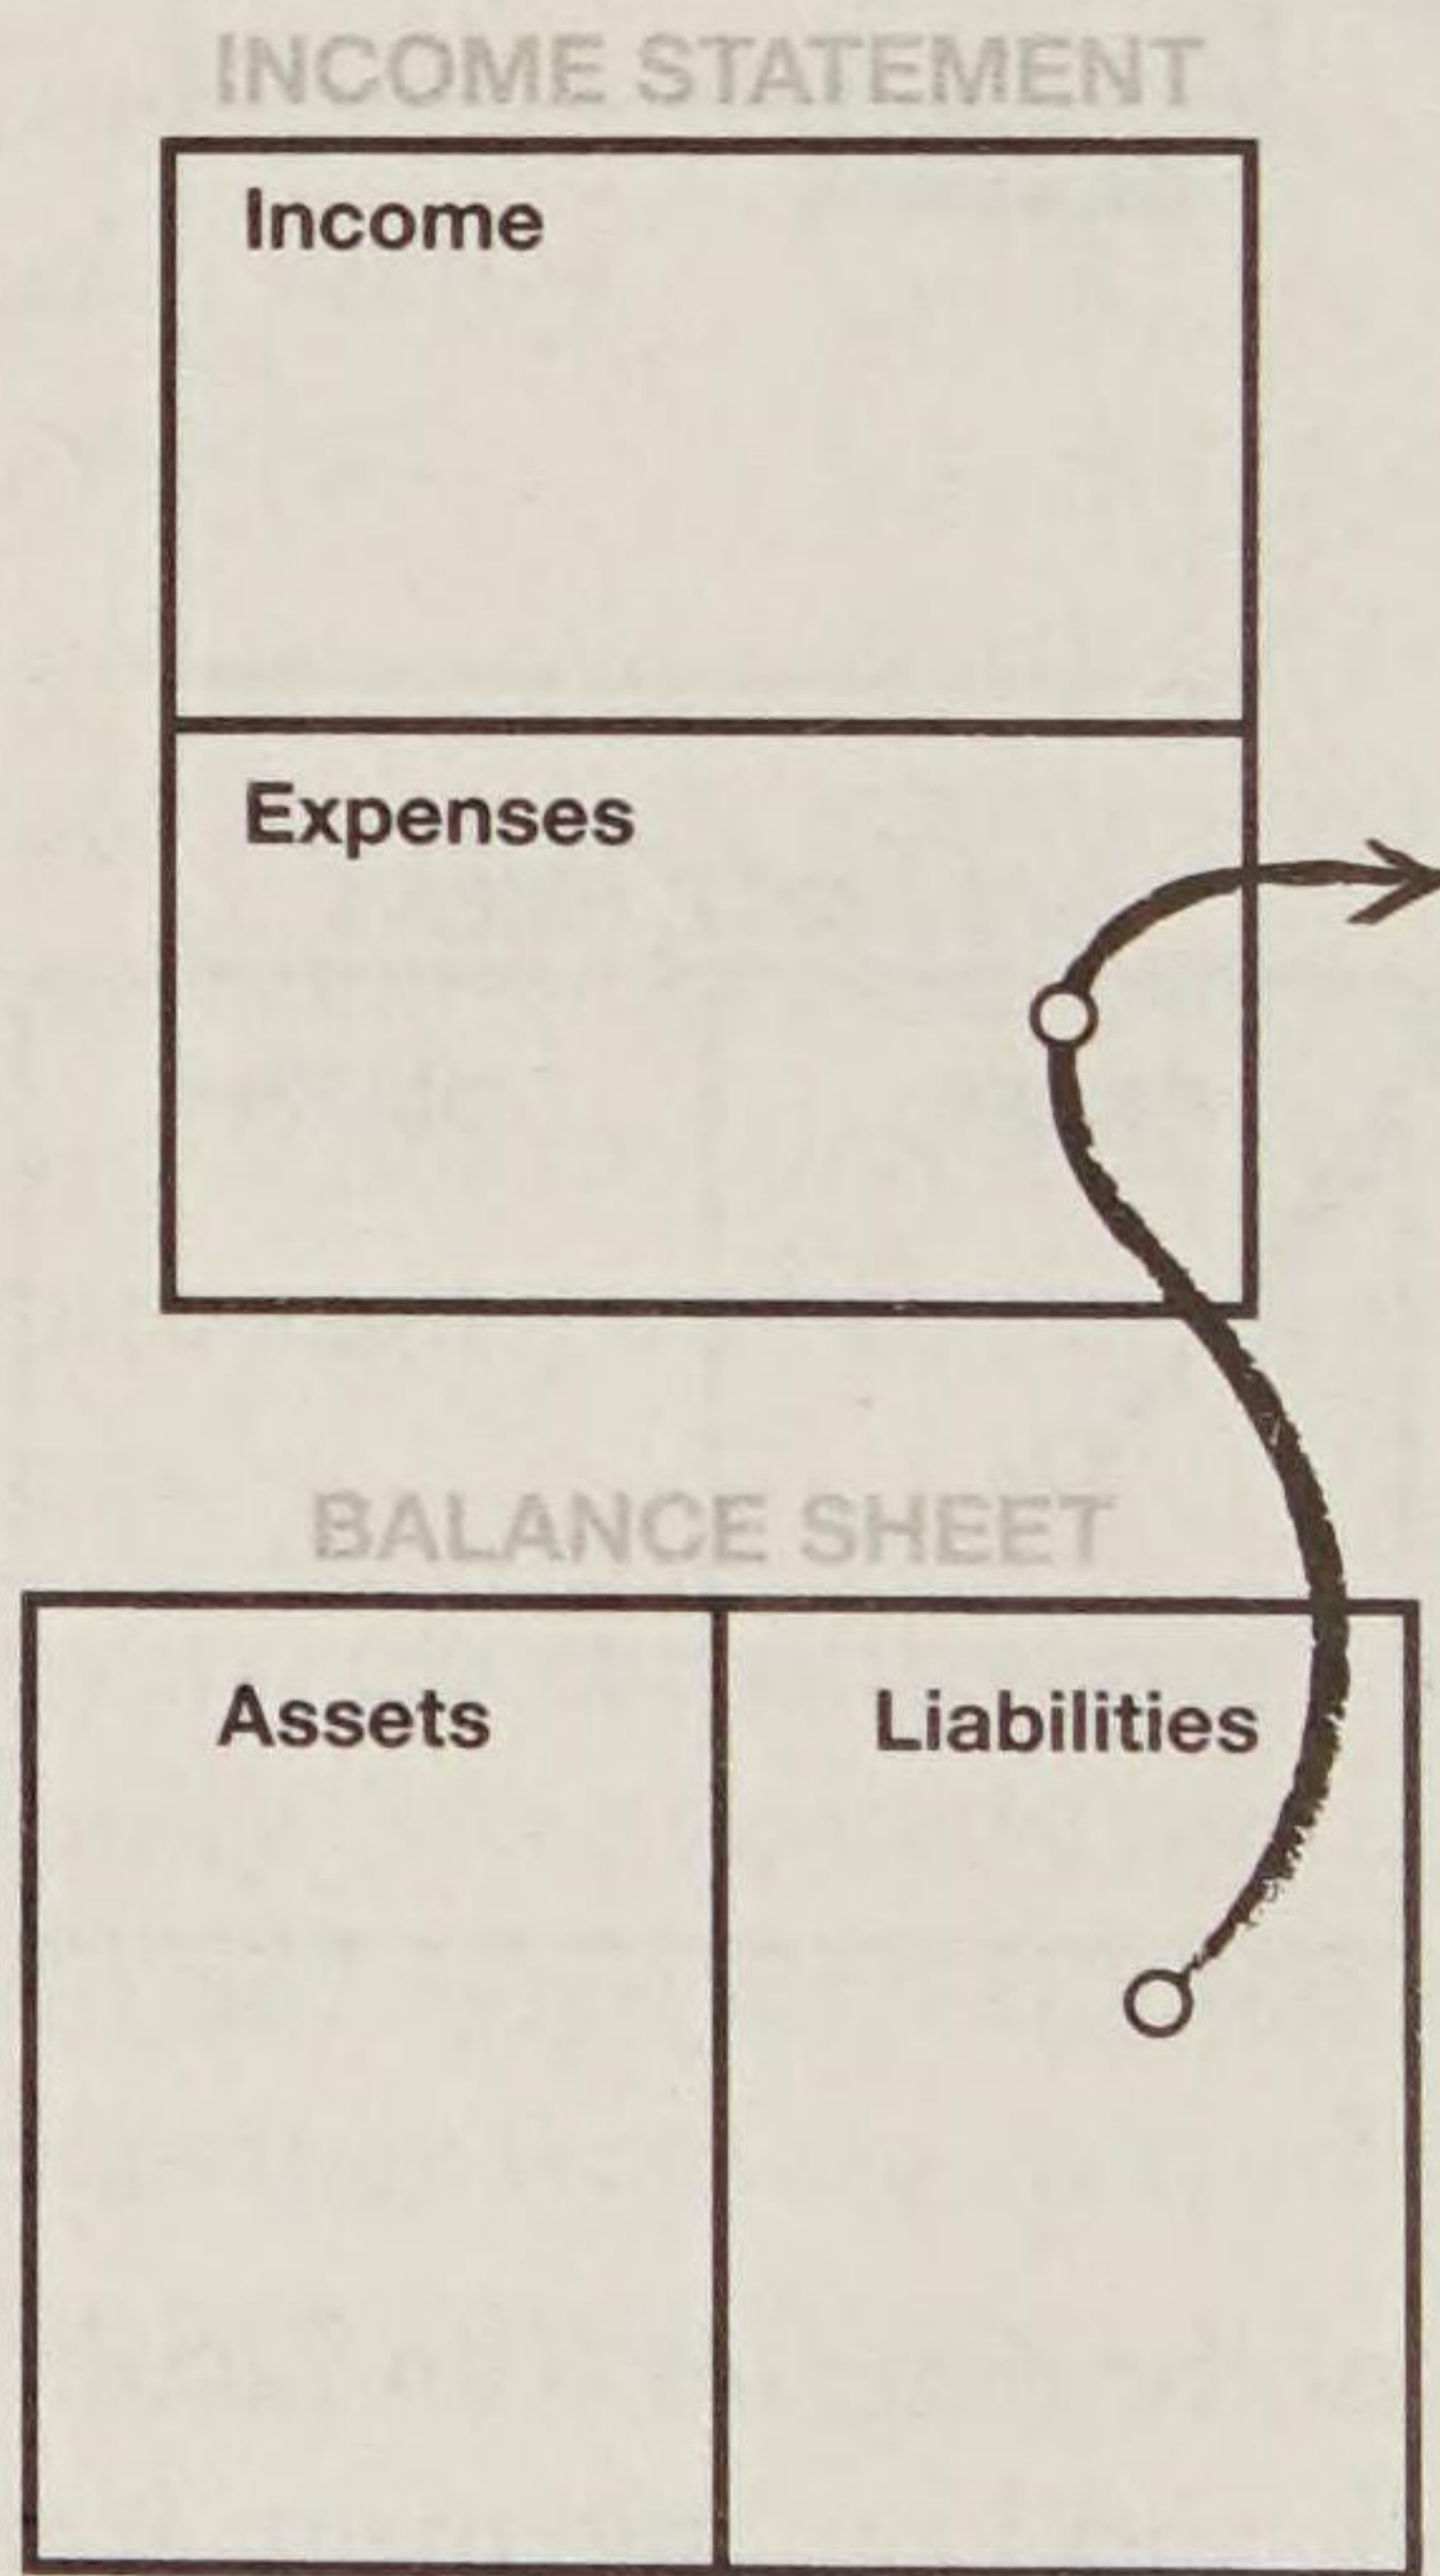 INCOME STATEMENT
Income
Expenses
BALANCE SHEET
Assets
Liabilities